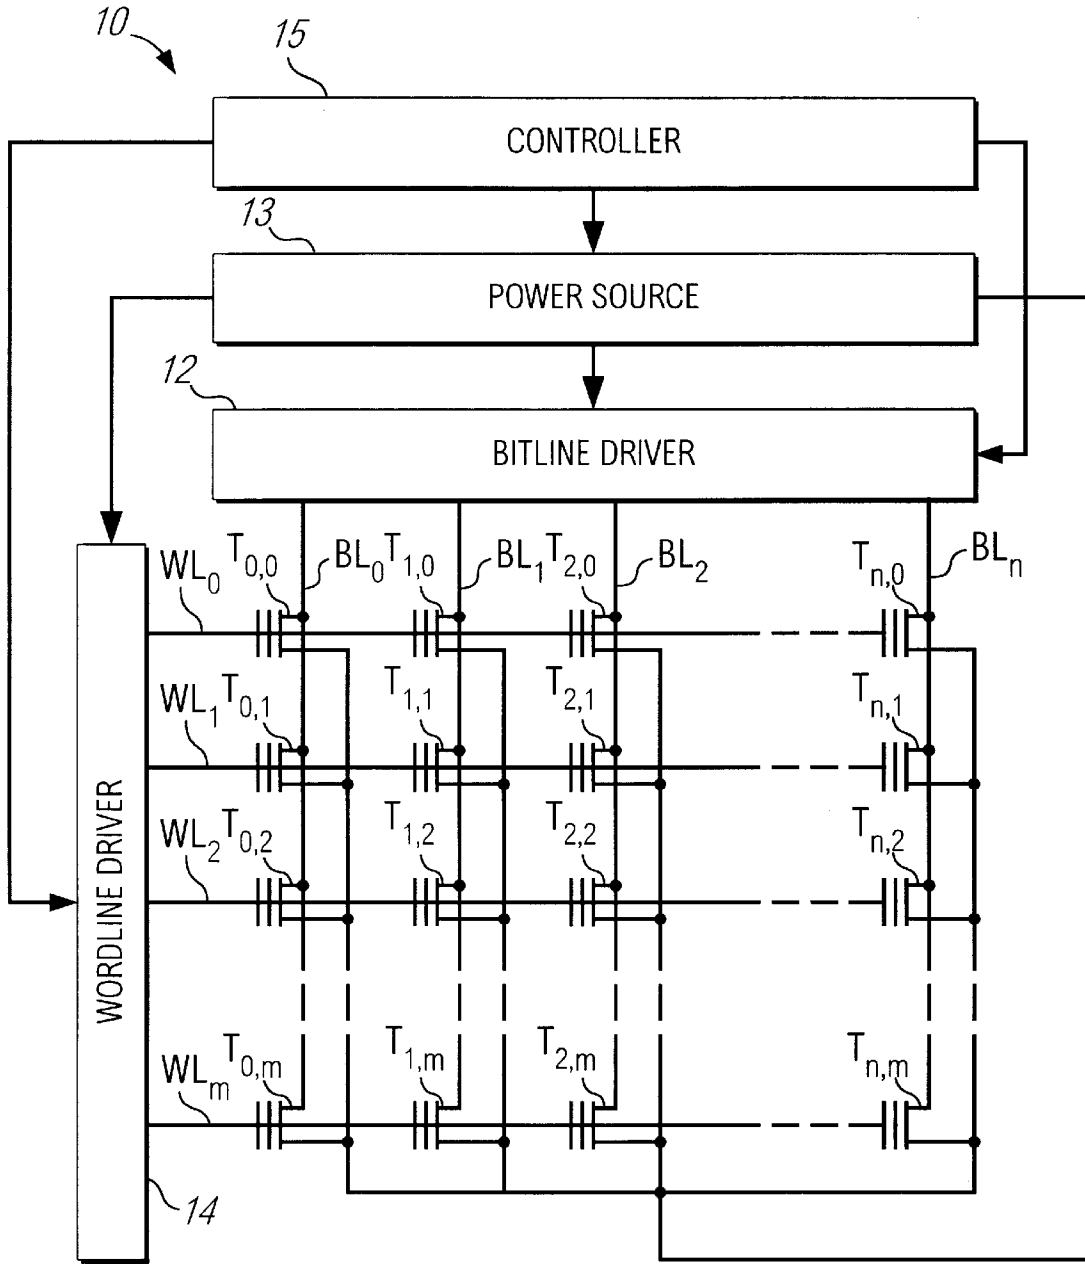 10
15
CONTROLLER
13
POWER SOURCE
12
BITLINE DRIVER
WL0 T0,0 BL0 T1,0 BL1 T2,0 BL2 Tn,0 BLn
WL1 T0,1 T1,1 T2,1 Tn,1
WL2 T0,2 T1,2 T2,2 Tn,2
WORDLINE DRIVER
WLm T0,m T1,m T2,m Tn,m
14